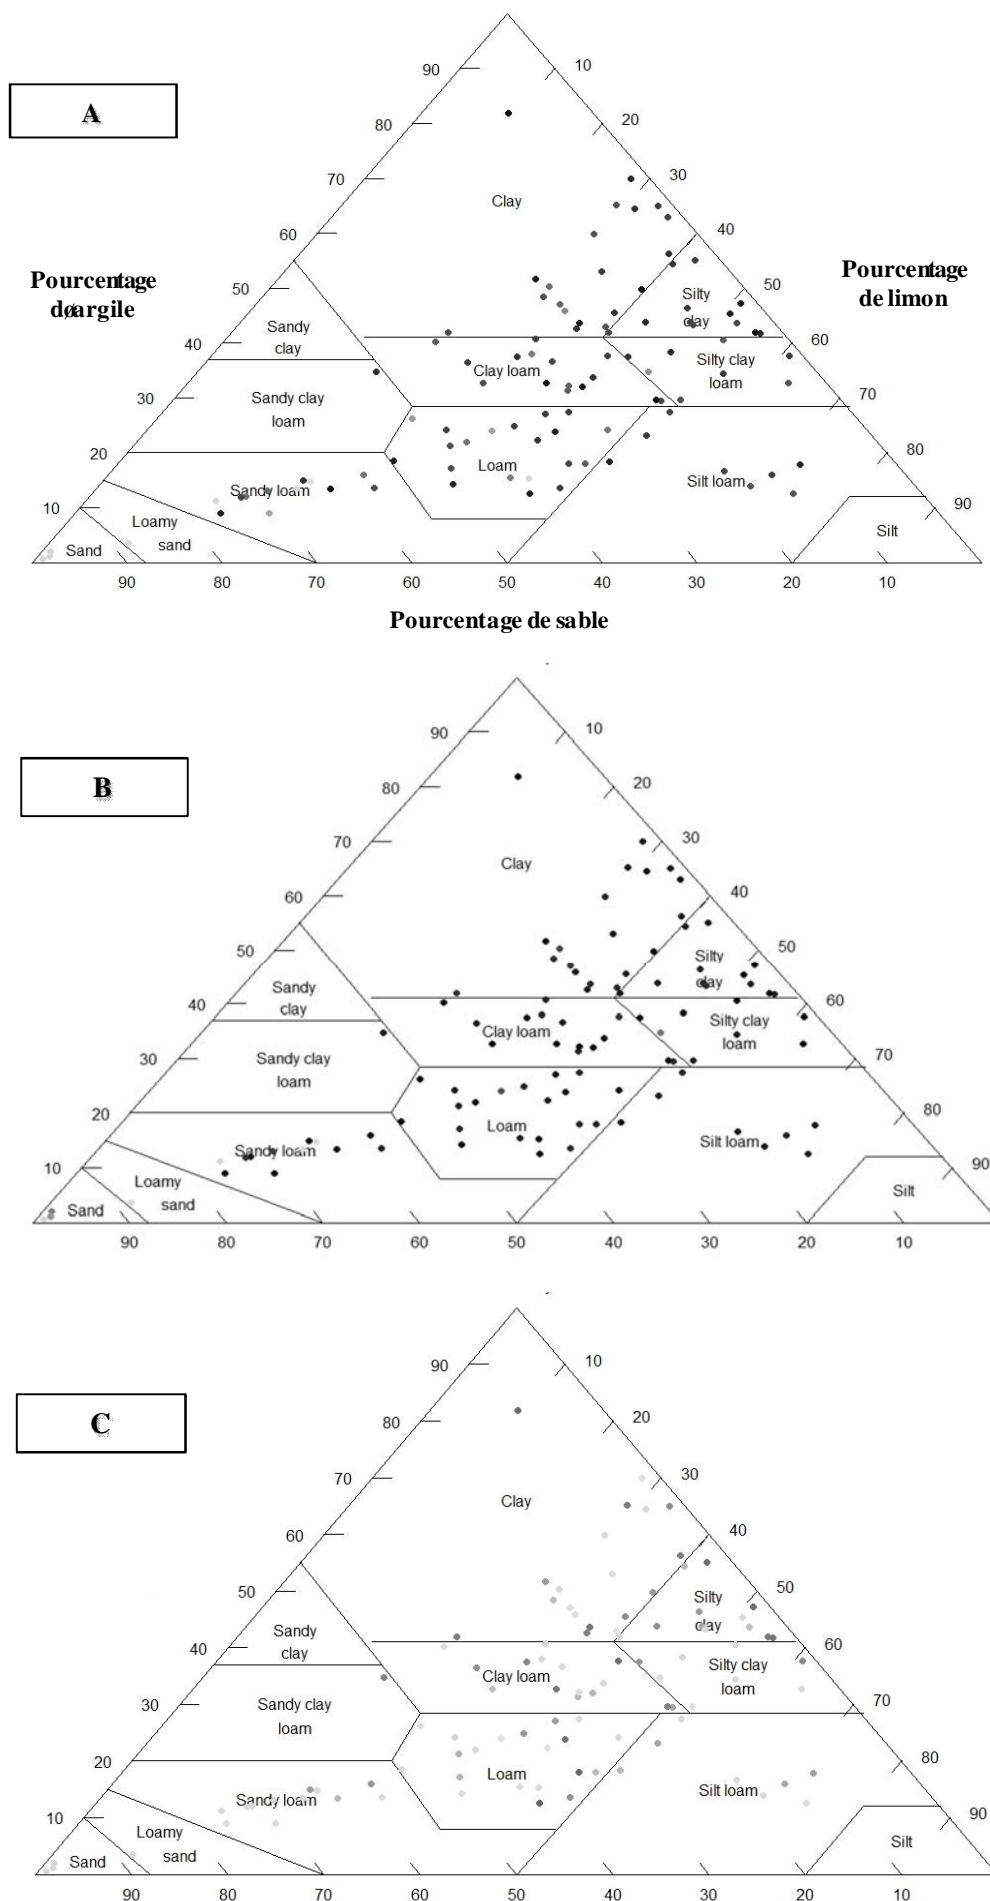 A
90
10
80
20
70
30
Clay
60
40
Pourcentage
døargile
Pourcentage
de limon
50
50
Silty
clay
Sandy
clay
40
60
Clay loam
Silty clay
loam
30
70
Sandy clay
loam
20
80
Loam
Sandy loam
Silt loam
10
90
Loamy
sand
Silt
Sand
90
80
70
60
50
40
30
20
10
Pourcentage de sable
B
90
10
80
20
70
30
Clay
60
40
50
50
Silty
clay
Sandy
clay
40
60
Clay loam
Silty clay
loam
30
70
Sandy clay
loam
20
80
Loam
Sandy loam
Silt loam
10
90
Loamy
sand
Silt
Sand
90
80
70
60
50
40
30
20
10
C
90
10
80
20
70
30
Clay
60
40
50
50
Silty
clay
Sandy
clay
40
60
Clay loam
Silty clay
loam
30
70
Sandy clay
loam
20
80
Loam
Sandy loam
Silt loam
10
90
Loamy
sand
Silt
Sand
90
80
70
60
50
40
30
20
10